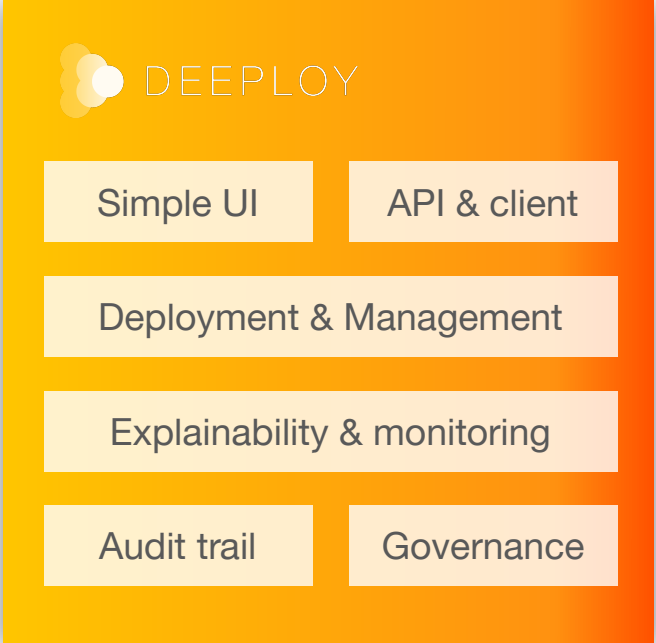 DEEPLOY
Simple UI
API & client
Deployment & Management
Explainability & monitoring
Audit trail
Governance